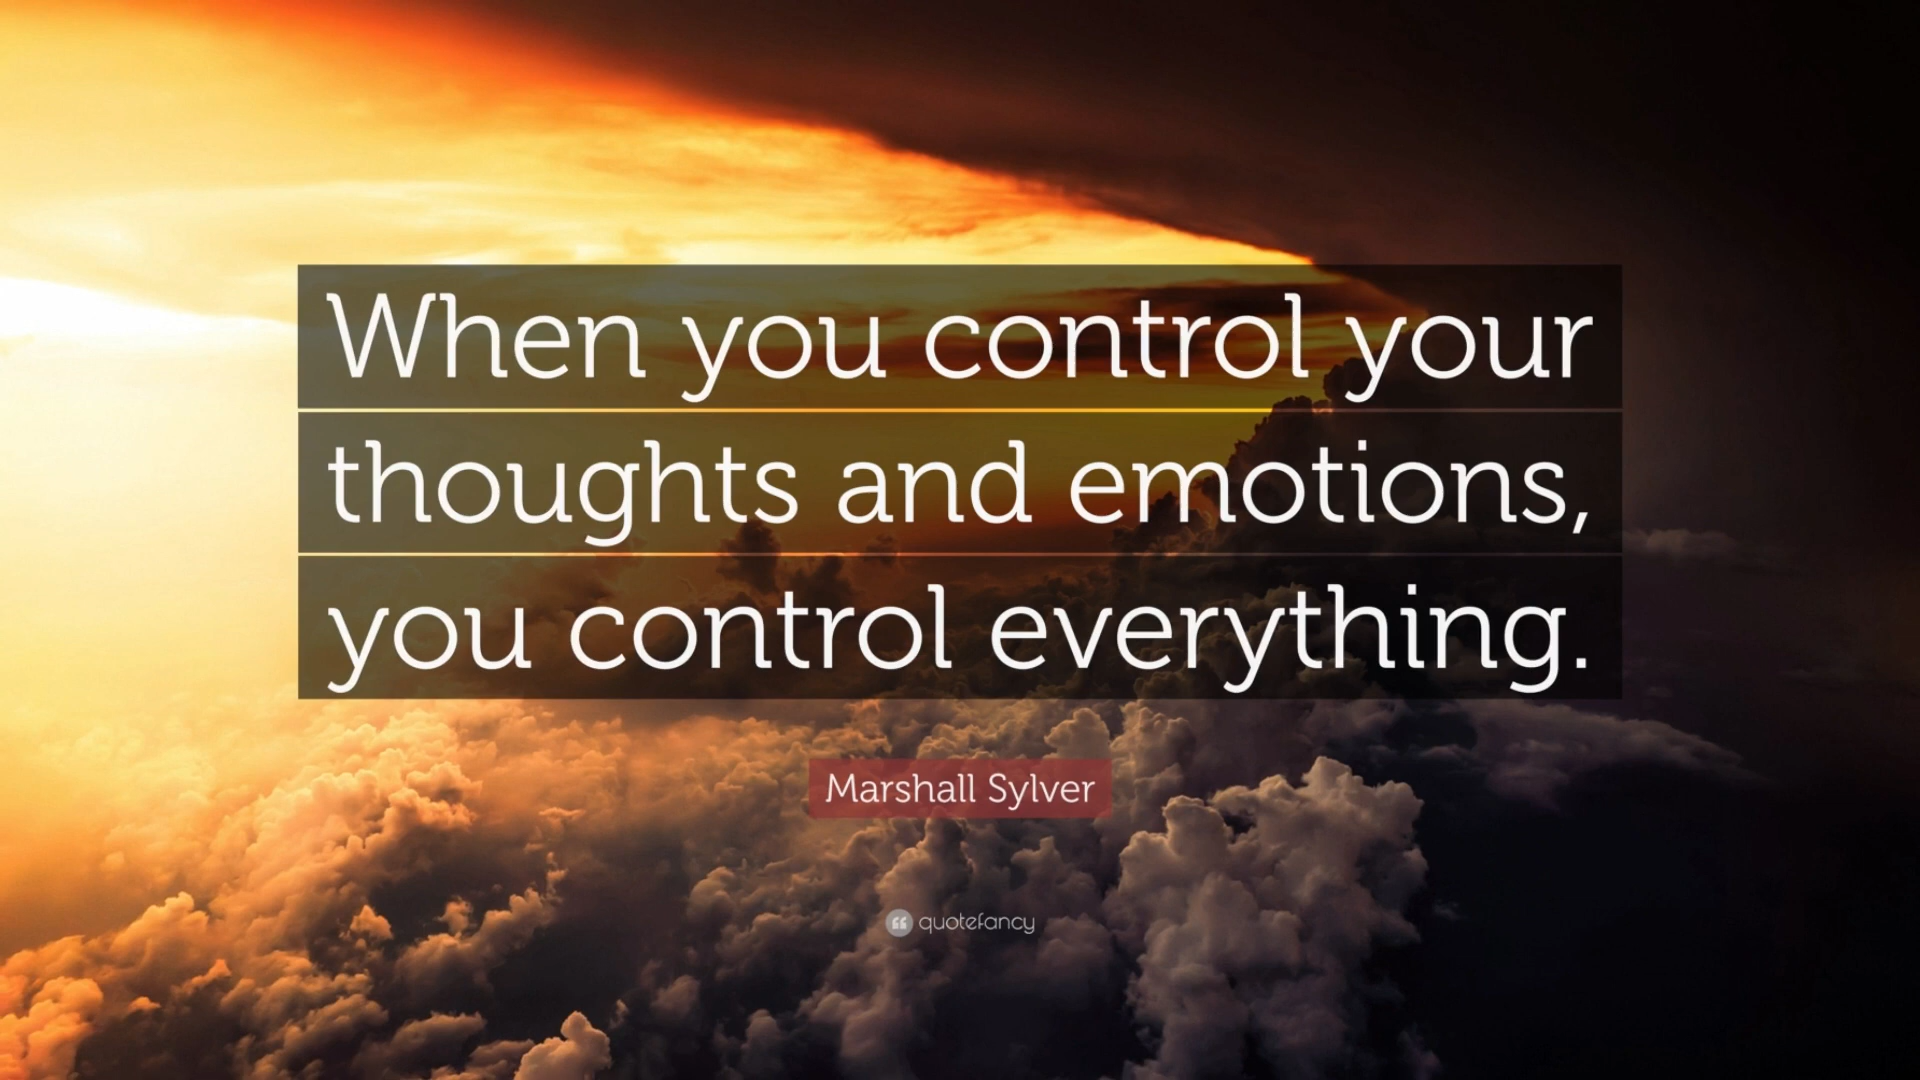 When you control your
thoughts and emotions,
you control everything.
Marshall Sylver
quotefancy